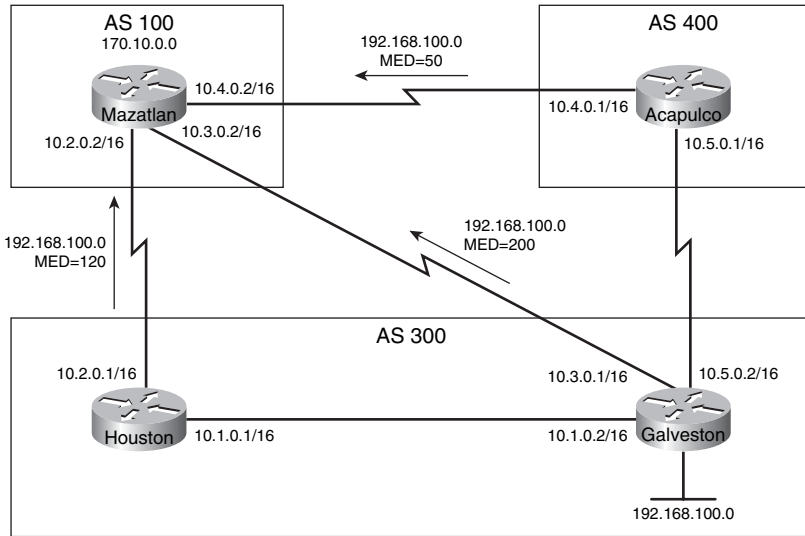 AS 100
170.10.0.0
Mazatlan
10.4.0.2/16
10.2.0.2/16
10.3.0.2/16
192.168.100.0
MED=50
AS 400
10.4.0.1/16
Acapulco
10.5.0.1/16
192.168.100.0
MED=120
192.168.100.0
MED=200
AS 300
10.2.0.1/16
Houston
10.1.0.1/16
10.3.0.1/16
10.5.0.2/16
10.1.0.2/16
Galveston
192.168.100.0